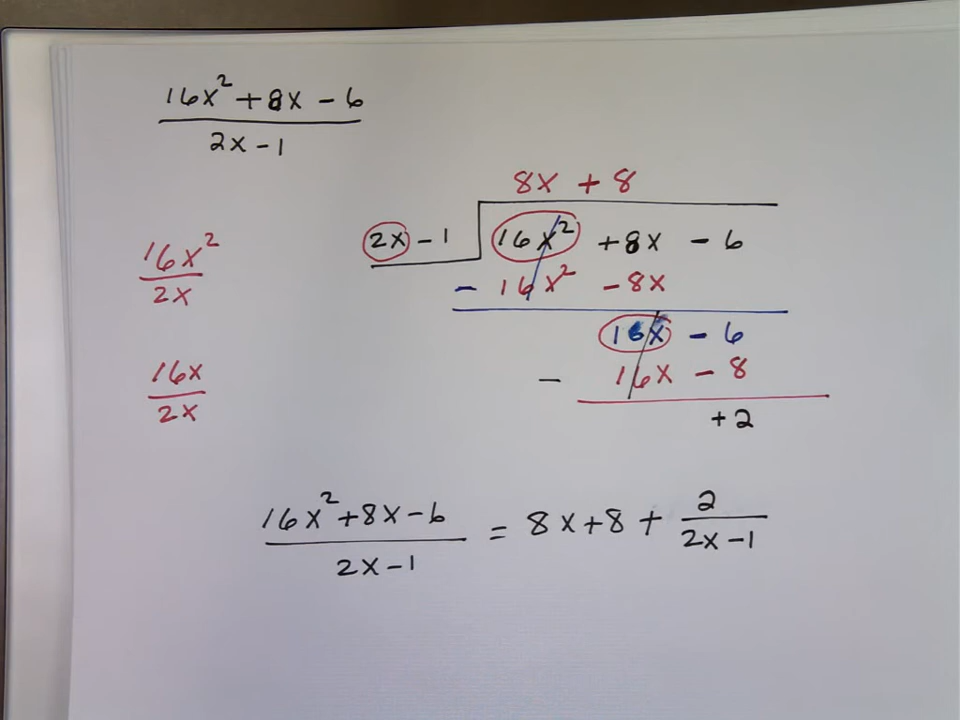 16x² + 8x - 6
2x - 1
8x + 8
2x - 1 16x² + 8x - 6
16x²
2x
- 16x² - 8x
16x - 6
16x
2x
- 16x - 8
+ 2
16x² + 8x - 6
2x - 1
= 8x + 8 +
2
2x - 1